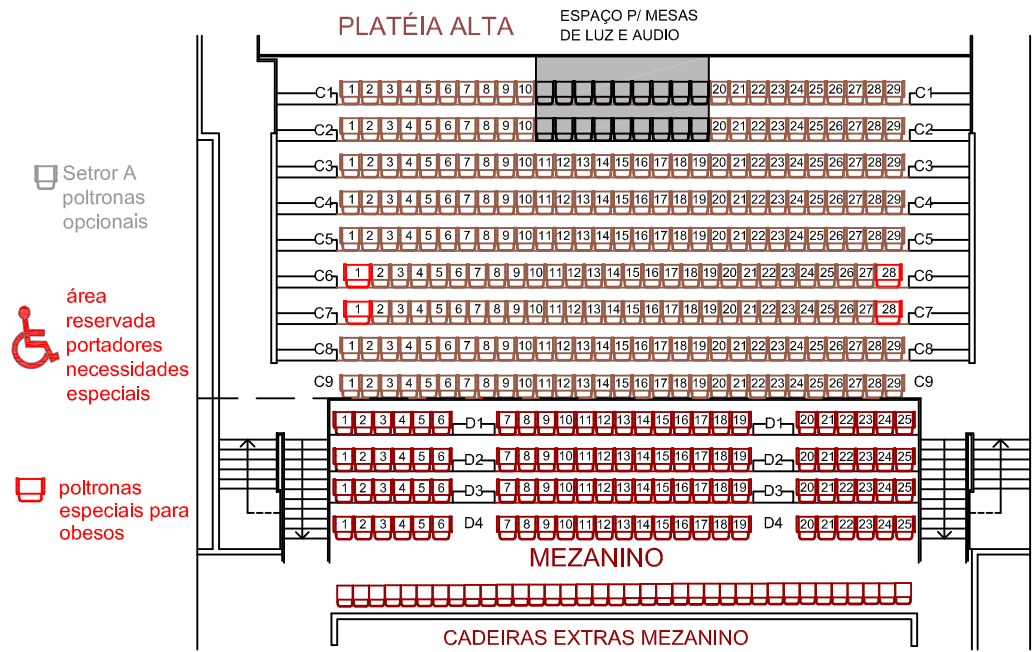 PLATÉIA ALTA
ESPAÇO P/ MESAS
DE LUZ E AUDIO
C1 1 2 3 4 5 6 7 8 9 10 20 21 22 23 24 25 26 27 28 29 C1
C2 1 2 3 4 5 6 7 8 9 10 20 21 22 23 24 25 26 27 28 29 C2
C3 1 2 3 4 5 6 7 8 9 10 11 12 13 14 15 16 17 18 19 20 21 22 23 24 25 26 27 28 29 C3
C4 1 2 3 4 5 6 7 8 9 10 11 12 13 14 15 16 17 18 19 20 21 22 23 24 25 26 27 28 29 C4
C5 1 2 3 4 5 6 7 8 9 10 11 12 13 14 15 16 17 18 19 20 21 22 23 24 25 26 27 28 29 C5
C6 1 2 3 4 5 6 7 8 9 10 11 12 13 14 15 16 17 18 19 20 21 22 23 24 25 26 27 28 C6
C7 1 2 3 4 5 6 7 8 9 10 11 12 13 14 15 16 17 18 19 20 21 22 23 24 25 26 27 28 C7
C8 1 2 3 4 5 6 7 8 9 10 11 12 13 14 15 16 17 18 19 20 21 22 23 24 25 26 27 28 29 C8
C9 1 2 3 4 5 6 7 8 9 10 11 12 13 14 15 16 17 18 19 20 21 22 23 24 25 26 27 28 29 C9
1 2 3 4 5 6 D1 7 8 9 10 11 12 13 14 15 16 17 18 19 D1 20 21 22 23 24 25
1 2 3 4 5 6 D2 7 8 9 10 11 12 13 14 15 16 17 18 19 D2 20 21 22 23 24 25
1 2 3 4 5 6 D3 7 8 9 10 11 12 13 14 15 16 17 18 19 D3 20 21 22 23 24 25
1 2 3 4 5 6 D4 7 8 9 10 11 12 13 14 15 16 17 18 19 D4 20 21 22 23 24 25
MEZANINO
CADEIRAS EXTRAS MEZANINO
Setror A
poltronas
opcionais
área
reservada
portadores
necessidades
especiais
poltronas
especiais para
obesos